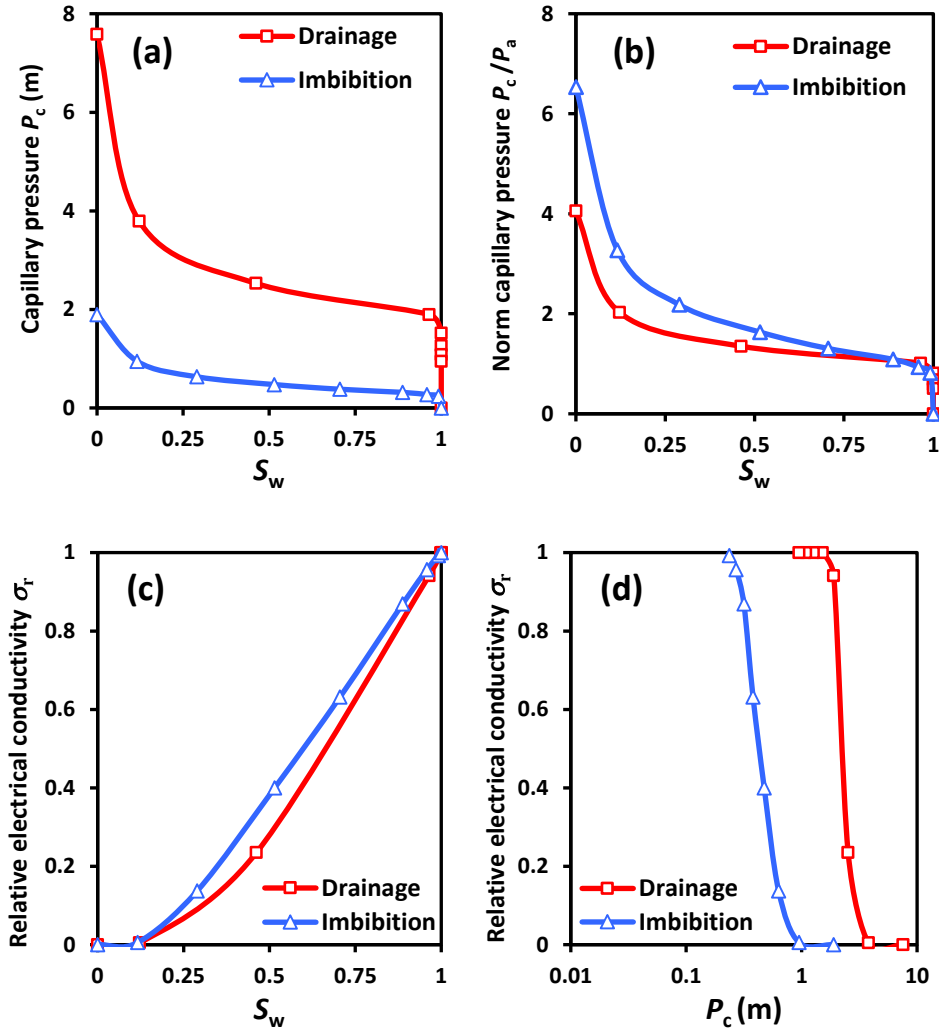 (a)
Drainage
Imbibition
Capillary pressure Pc (m)
8
6
4
2
0
0 0.25 0.5 0.75 1
Sw
(b)
Drainage
Imbibition
Norm capillary pressure Pc /Pa
8
6
4
2
0
0 0.25 0.5 0.75 1
Sw
(c)
Relative electrical conductivity σr
1
0.8
0.6
0.4
0.2
0
Drainage
Imbibition
0 0.25 0.5 0.75 1
Sw
(d)
Relative electrical conductivity σr
1
0.8
0.6
0.4
0.2
0
Drainage
Imbibition
0.01 0.1 1 10
Pc (m)